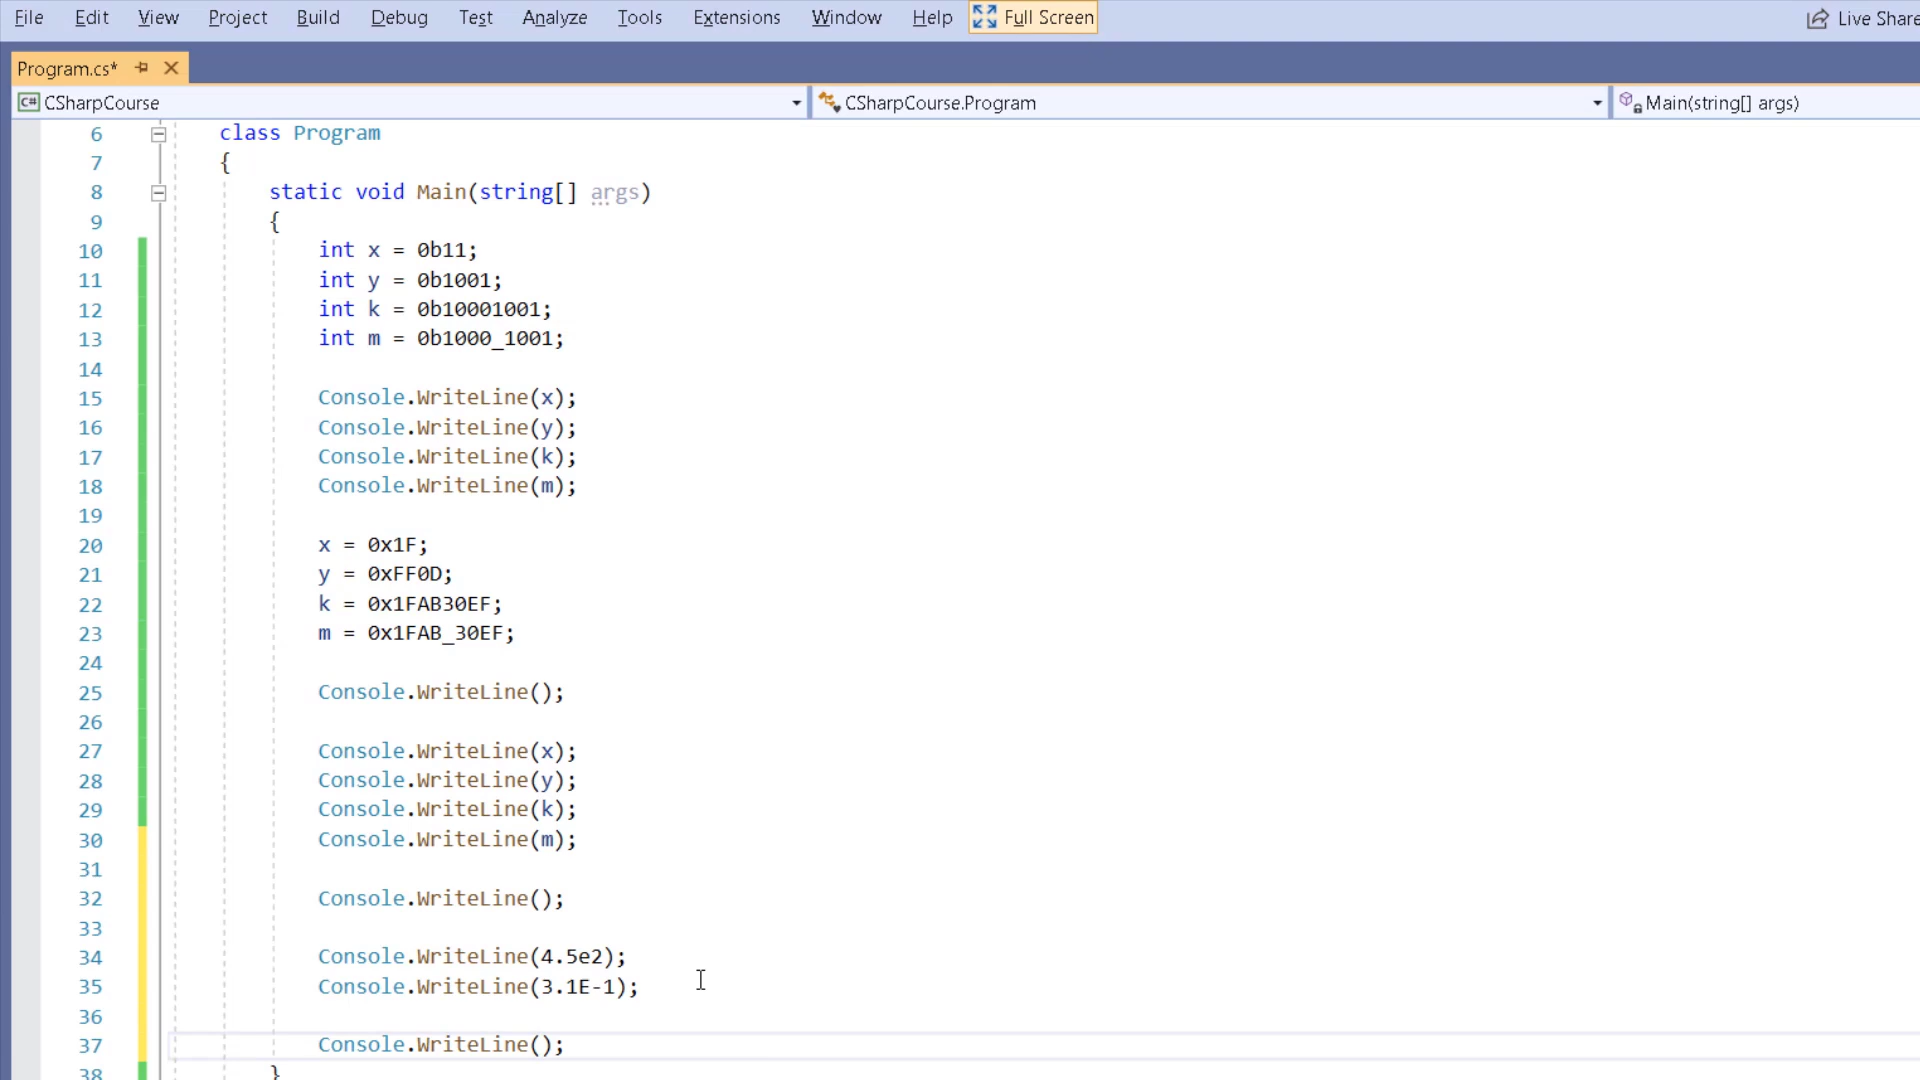 File Edit View Project Build Debug Test Analyze Tools Extensions Window Help Full Screen Live Share
Program.cs*
C# CSharpCourse CSharpCourse.Program Main(string[] args)
6 class Program
7 {
8 static void Main(string[] args)
9 {
10 int x = 0b11;
11 int y = 0b1001;
12 int k = 0b10001001;
13 int m = 0b1000_1001;
14
15 Console.WriteLine(x);
16 Console.WriteLine(y);
17 Console.WriteLine(k);
18 Console.WriteLine(m);
19
20 x = 0x1F;
21 y = 0xFF0D;
22 k = 0x1FAB30EF;
23 m = 0x1FAB_30EF;
24
25 Console.WriteLine();
26
27 Console.WriteLine(x);
28 Console.WriteLine(y);
29 Console.WriteLine(k);
30 Console.WriteLine(m);
31
32 Console.WriteLine();
33
34 Console.WriteLine(4.5e2);
35 Console.WriteLine(3.1E-1);
36
37 Console.WriteLine();
38 }